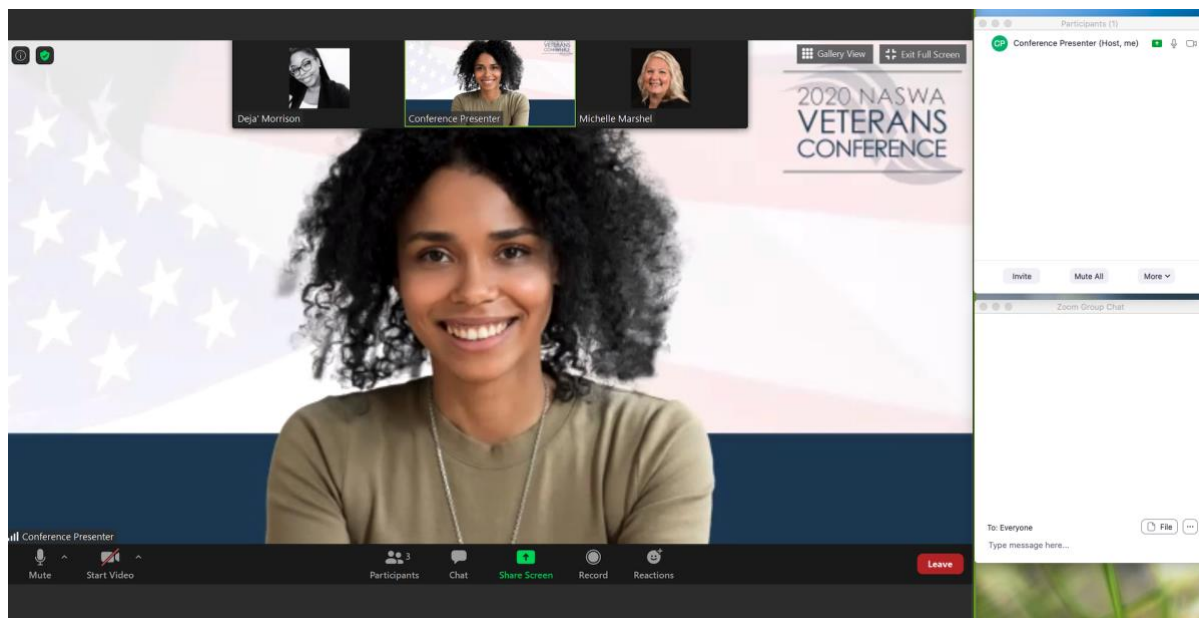 Participants (1)
CP
Conference Presenter (Host, me)
Gallery View
Exit Full Screen
2020 NASWA
VETERANS
CONFERENCE
Deja' Morrison
Conference Presenter
Michelle Marshel
Invite
Mute All
More
Zoom Group Chat
To: Everyone
File
Type message here...
Conference Presenter
Mute
Start Video
3
Participants
Chat
Share Screen
Record
Reactions
Leave